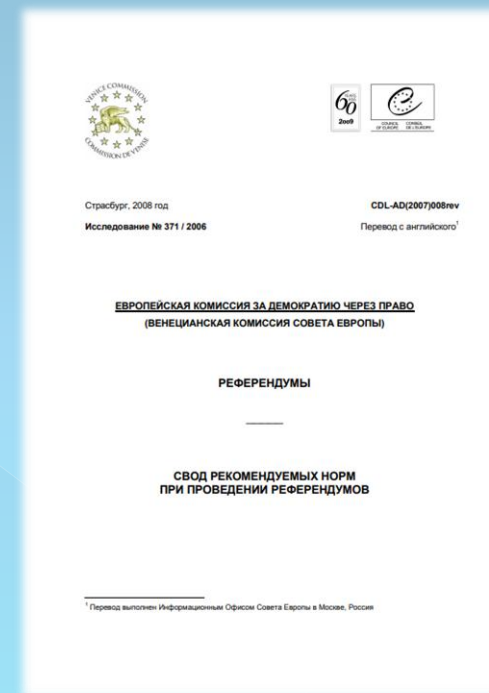 VENICE COMMISSION
COMMISSION DE VENISE
60
2009
COUNCIL OF EUROPE
CONSEIL DE L'EUROPE
Страсбург, 2008 год
CDL-AD(2007)008rev
Исследование № 371 / 2006
Перевод с английского¹
ЕВРОПЕЙСКАЯ КОМИССИЯ ЗА ДЕМОКРАТИЮ ЧЕРЕЗ ПРАВО
(ВЕНЕЦИАНСКАЯ КОМИССИЯ СОВЕТА ЕВРОПЫ)
РЕФЕРЕНДУМЫ
СВОД РЕКОМЕНДУЕМЫХ НОРМ
ПРИ ПРОВЕДЕНИИ РЕФЕРЕНДУМОВ
¹ Перевод выполнен Информационным Офисом Совета Европы в Москве, Россия